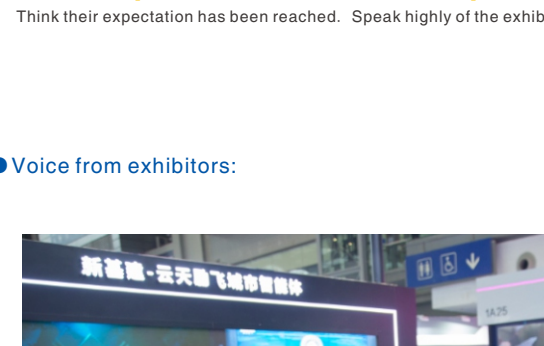 Think their expectation has been reached. Speak highly of the exhib
Voice from exhibitors:
新基建-云天励飞城市智能体
1A25